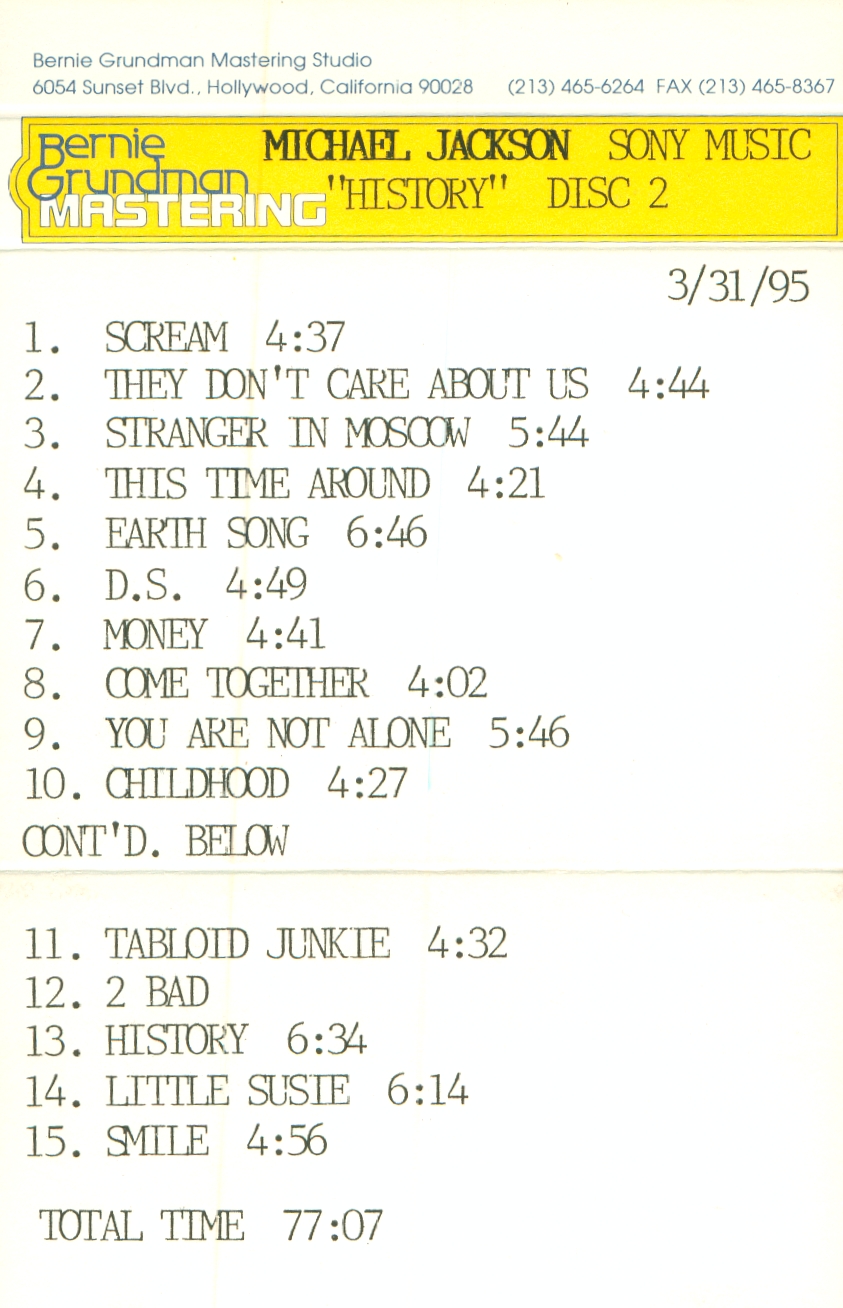 Bernie Grundman Mastering Studio
6054 Sunset Blvd., Hollywood, California 90028 (213) 465-6264 FAX (213) 465-8367
Bernie Grundman MASTERING
MICHAEL JACKSON SONY MUSIC
"HISTORY" DISC 2
3/31/95
1. SCREAM 4:37
2. THEY DON'T CARE ABOUT US 4:44
3. STRANGER IN MOSCOW 5:44
4. THIS TIME AROUND 4:21
5. EARTH SONG 6:46
6. D.S. 4:49
7. MONEY 4:41
8. COME TOGETHER 4:02
9. YOU ARE NOT ALONE 5:46
10. CHILDHOOD 4:27
CONT'D. BELOW
11. TABLOID JUNKIE 4:32
12. 2 BAD
13. HISTORY 6:34
14. LITTLE SUSIE 6:14
15. SMILE 4:56
TOTAL TIME 77:07